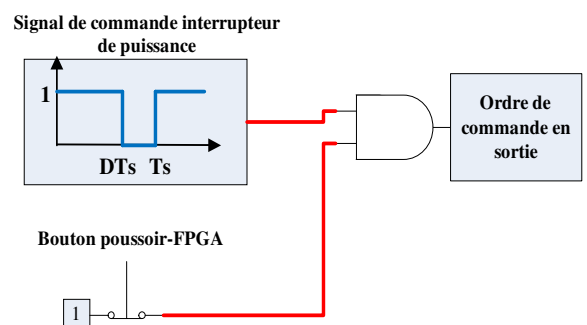 Signal de commande interrupteur
de puissance
1
DTs Ts
Ordre de
commande en
sortie
Bouton poussoir-FPGA
1